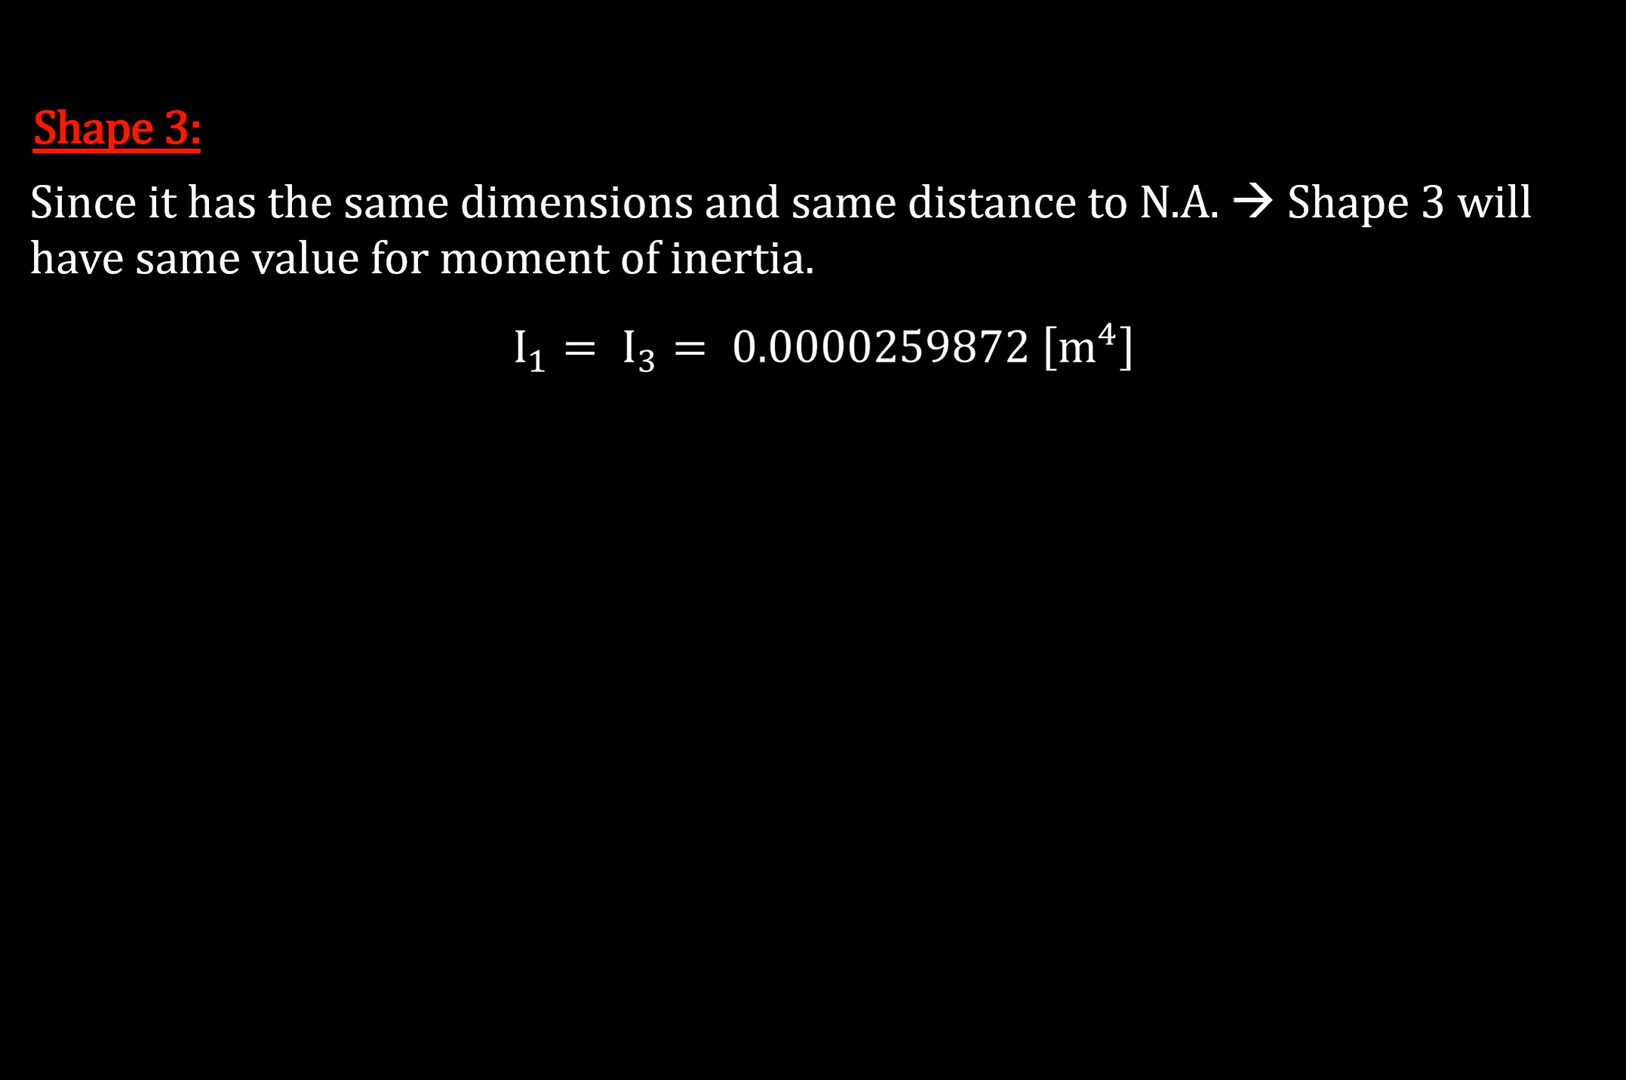 Shape 3:
Since it has the same dimensions and same distance to N.A. → Shape 3 will
have same value for moment of inertia.
I₁ = I₃ = 0.0000259872 [m⁴]